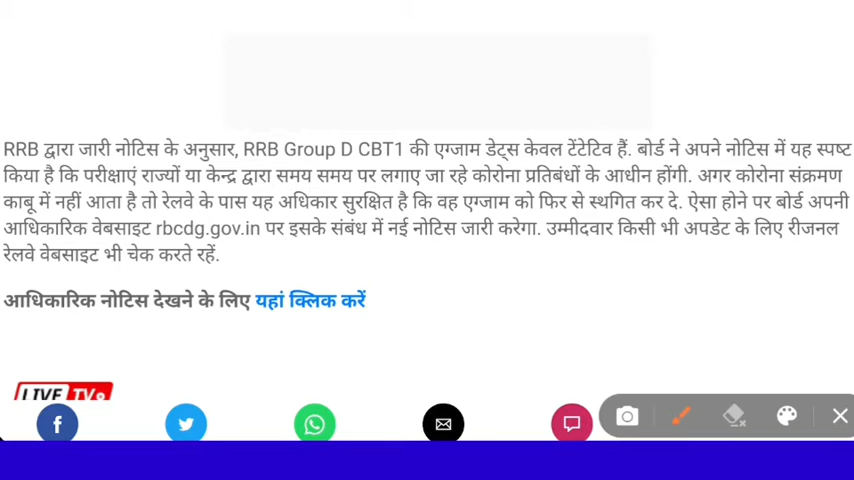 RRB द्वारा जारी नोटिस के अनुसार, RRB Group D CBT1 की एग्जाम डेट्स केवल टेंटेटिव हैं. बोर्ड ने अपने नोटिस में यह स्पष्ट
किया है कि परीक्षाएं राज्यों या केन्द्र द्वारा समय समय पर लगाए जा रहे कोरोना प्रतिबंधों के आधीन होंगी. अगर कोरोना संक्रमण
काबू में नहीं आता है तो रेलवे के पास यह अधिकार सुरक्षित है कि वह एग्जाम को फिर से स्थगित कर दे. ऐसा होने पर बोर्ड अपनी
आधिकारिक वेबसाइट rbcdg.gov.in पर इसके संबंध में नई नोटिस जारी करेगा. उम्मीदवार किसी भी अपडेट के लिए रीजनल
रेलवे वेबसाइट भी चेक करते रहें.
आधिकारिक नोटिस देखने के लिए यहां क्लिक करें
LIVE TV